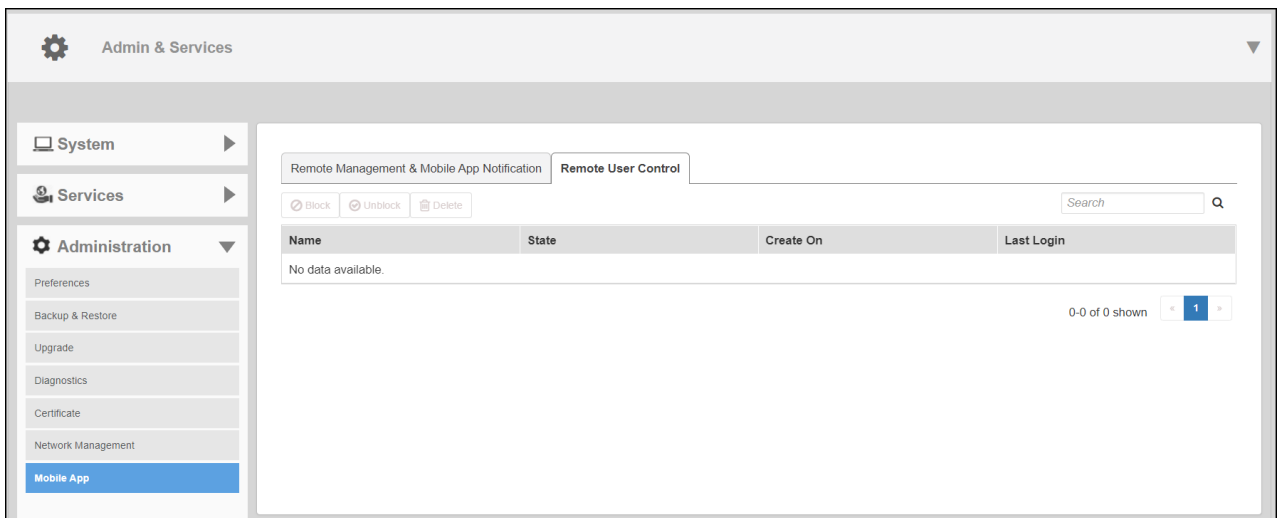 Admin & Services
System
Services
Administration
Preferences
Backup & Restore
Upgrade
Diagnostics
Certificate
Network Management
Mobile App
Remote Management & Mobile App Notification Remote User Control
Block Unblock Delete Search
Name State Create On Last Login
No data available.
0-0 of 0 shown « 1 »